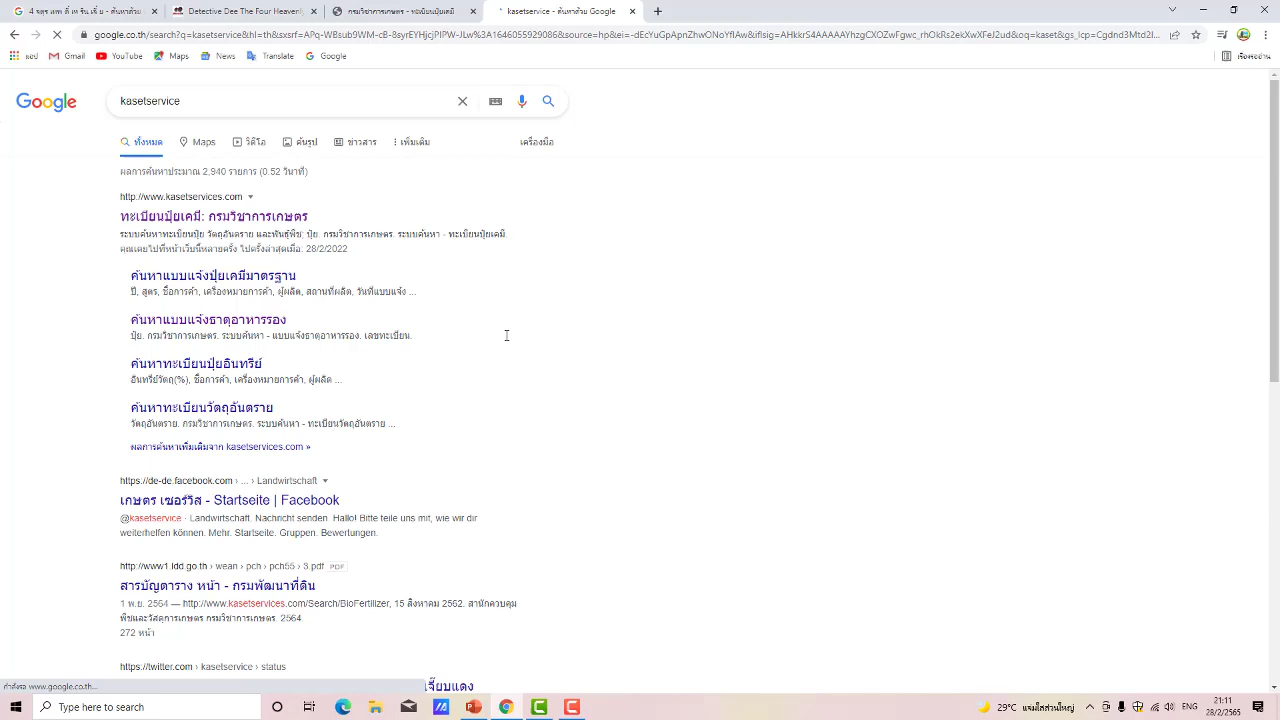 4 รอุด เทพ ดี เท ซัน เข็ม - ค้นหาด้วย
Detective Dee The Four Heavenly
กรมวิชาการเกษตร - ทะเบียนปุ๋ยเคมี
kasetservice - ค้นหาด้วย Google
แอป
Gmail
YouTube
Maps
News
Translate
Google
เรื่องรออ่าน
Google
kasetservice
ทั้งหมด
Maps
วิดีโอ
ค้นรูป
ข่าวสาร
เพิ่มเติม
เครื่องมือ
ผลการค้นหาประมาณ 2,940 รายการ (0.52 วินาที)
http://www.kasetservices.com
ทะเบียนปุ๋ยเคมี: กรมวิชาการเกษตร
ระบบค้นหาทะเบียนปุ๋ย วัตถุอันตราย และพันธุ์พืช; ปุ๋ย. กรมวิชาการเกษตร. ระบบค้นหา - ทะเบียนปุ๋ยเคมี.
คุณเคยไปที่หน้าเว็บนี้หลายครั้ง ไปครั้งล่าสุดเมื่อ: 28/2/2022
ค้นหาแบบแจ้งปุ๋ยเคมีมาตรฐาน
ปี, สูตร, ชื่อการค้า, เครื่องหมายการค้า, ผู้ผลิต, สถานที่ผลิต, วันที่แบบแจ้ง ...
ค้นหาแบบแจ้งธาตุอาหารรอง
ปุ๋ย. กรมวิชาการเกษตร. ระบบค้นหา - แบบแจ้งธาตุอาหารรอง. เลขทะเบียน.
ค้นหาทะเบียนปุ๋ยอินทรีย์
อินทรีย์วัตถุ(%), ชื่อการค้า, เครื่องหมายการค้า, ผู้ผลิต ...
ค้นหาทะเบียนวัตถุอันตราย
วัตถุอันตราย. กรมวิชาการเกษตร. ระบบค้นหา - ทะเบียนวัตถุอันตราย ...
ผลการค้นหาเพิ่มเติมจาก kasetservices.com »
https://de-de.facebook.com › ... › Landwirtschaft
เกษตร เซอร์วิส - Startseite | Facebook
@kasetservice · Landwirtschaft. Nachricht senden. Hallo! Bitte teile uns mit, wie wir dir
weiterhelfen können. Mehr. Startseite. Gruppen. Bewertungen.
http://www1.ldd.go.th › wean › pch › pch55 › 3.pdf PDF
สารบัญตาราง หน้า - กรมพัฒนาที่ดิน
1 พ.ย. 2564 — http://www.kasetservices.com/Search/BioFertilizer, 15 สิงหาคม 2562. สำนักควบคุม
พืชและวัสดุการเกษตร กรมวิชาการเกษตร. 2564.
272 หน้า
https://twitter.com › kasetservice › status
เจี๊ยบแดง
กำลังรอ www.google.co.th...
Type here to search
29°C
ENG
21:11
28/2/2565